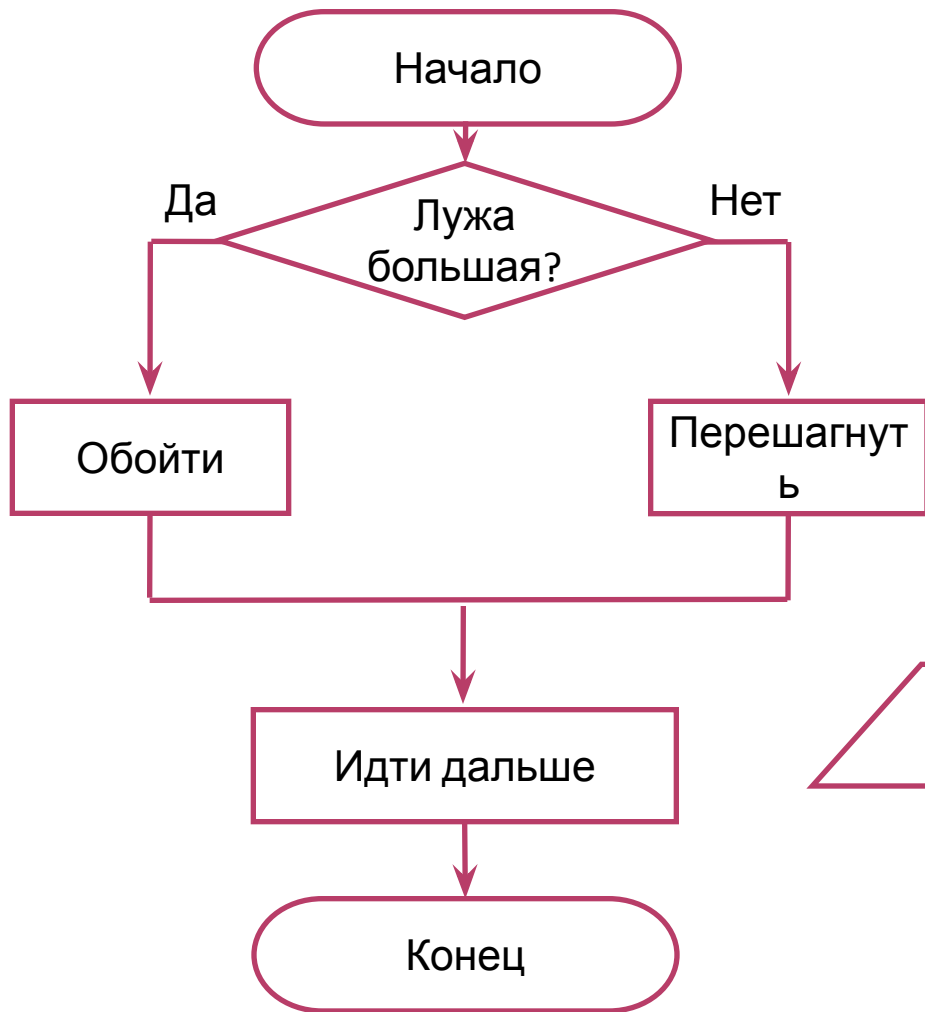 Начало
Да
Нет
Лужа
большая?
Обойти
Перешагнут
ь
Идти дальше
Конец